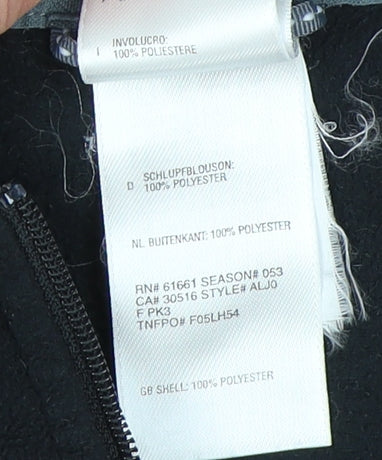 I INVOLUCRO:
100% POLIESTERE
D SCHLUPFBLOUSON:
100% POLYESTER
NL BUITENKANT: 100% POLYESTER
RN# 61661 SEASON# 053
CA# 30516 STYLE# ALJ0
F PK3
TNFPO# F05LH54
GB SHELL: 100% POLYESTER